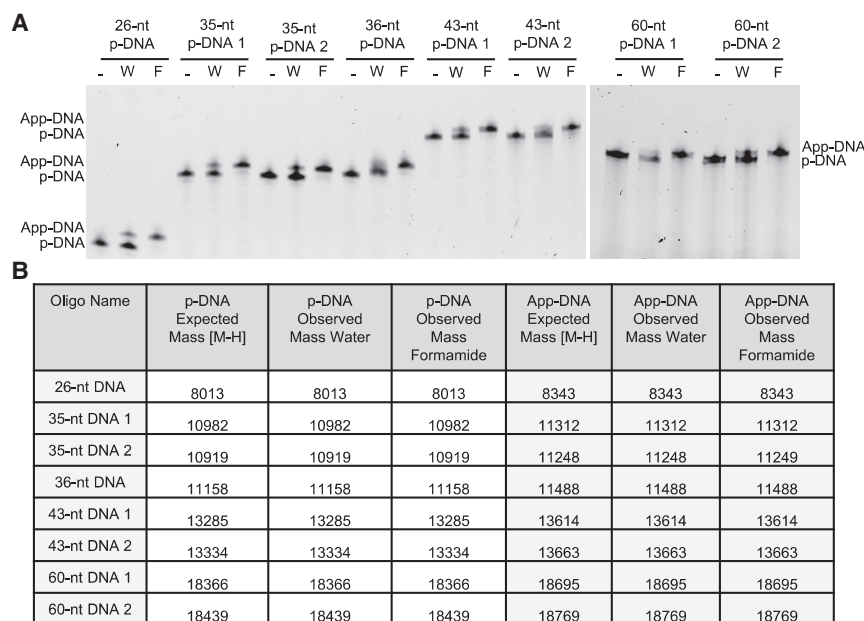 A
26-nt
p-DNA
35-nt
p-DNA 1
35-nt
p-DNA 2
36-nt
p-DNA
43-nt
p-DNA 1
43-nt
p-DNA 2
60-nt
p-DNA 1
60-nt
p-DNA 2
- W F - W F - W F - W F - W F - W F - W F - W F
App-DNA
p-DNA
App-DNA
p-DNA
App-DNA
p-DNA
App-DNA
p-DNA
B
Oligo Name
p-DNA
Expected
Mass [M-H]
p-DNA
Observed
Mass Water
p-DNA
Observed
Mass
Formamide
App-DNA
Expected
Mass [M-H]
App-DNA
Observed
Mass Water
App-DNA
Observed
Mass
Formamide
26-nt DNA 8013 8013 8013 8343 8343 8343
35-nt DNA 1 10982 10982 10982 11312 11312 11312
35-nt DNA 2 10919 10919 10919 11248 11248 11249
36-nt DNA 11158 11158 11158 11488 11488 11488
43-nt DNA 1 13285 13285 13285 13614 13614 13614
43-nt DNA 2 13334 13334 13334 13663 13663 13663
60-nt DNA 1 18366 18366 18366 18695 18695 18695
60-nt DNA 2 18439 18439 18439 18769 18769 18769